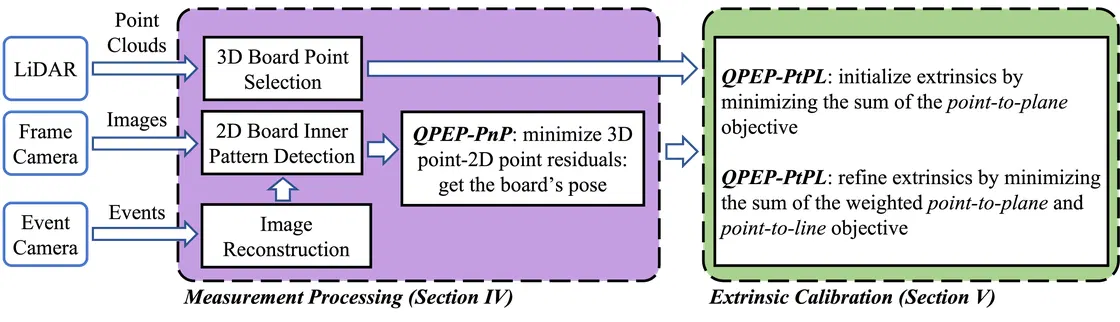 Point
Clouds
LiDAR
3D Board Point
Selection
Frame
Camera
Images
2D Board Inner
Pattern Detection
QPEP-PnP: minimize 3D
point-2D point residuals:
get the board's pose
Event
Camera
Events
Image
Reconstruction
Measurement Processing (Section IV)
QPEP-PtPL: initialize extrinsics by
minimizing the sum of the point-to-plane
objective
QPEP-PtPL: refine extrinsics by minimizing
the sum of the weighted point-to-plane and
point-to-line objective
Extrinsic Calibration (Section V)